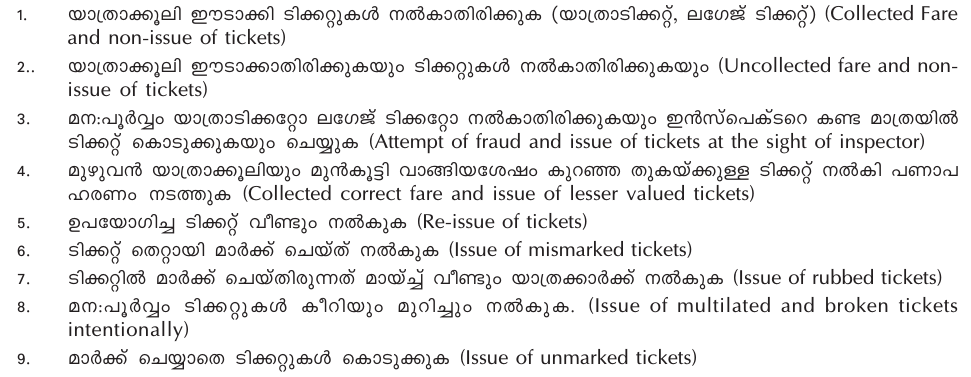 1. യാത്രാക്കൂലി ഈടാക്കി ടിക്കറ്റുകൾ നൽകാതിരിക്കുക (യാത്രാടിക്കറ്റ്, ലഗേജ് ടിക്കറ്റ്) (Collected Fare
and non-issue of tickets)
2.. യാത്രാക്കൂലി ഈടാക്കാതിരിക്കുകയും ടിക്കറ്റുകൾ നൽകാതിരിക്കുകയും (Uncollected fare and non-
issue of tickets)
3. മന:പൂർവ്വം യാത്രാടിക്കറ്റോ ലഗേജ് ടിക്കറ്റോ നൽകാതിരിക്കുകയും ഇൻസ്പെക്ടറെ കണ്ട മാത്രയിൽ
ടിക്കറ്റ് കൊടുക്കുകയും ചെയ്യുക (Attempt of fraud and issue of tickets at the sight of inspector)
4. മുഴുവൻ യാത്രാക്കൂലിയും മുൻകൂട്ടി വാങ്ങിയശേഷം കുറഞ്ഞ തുകയ്ക്കുള്ള ടിക്കറ്റ് നൽകി പണാപ
ഹരണം നടത്തുക (Collected correct fare and issue of lesser valued tickets)
5. ഉപയോഗിച്ച ടിക്കറ്റ് വീണ്ടും നൽകുക (Re-issue of tickets)
6. ടിക്കറ്റ് തെറ്റായി മാർക്ക് ചെയ്ത് നൽകുക (Issue of mismarked tickets)
7. ടിക്കറ്റിൽ മാർക്ക് ചെയ്തിരുന്നത് മായ്ച്ച് വീണ്ടും യാത്രക്കാർക്ക് നൽകുക (Issue of rubbed tickets)
8. മന:പൂർവ്വം ടിക്കറ്റുകൾ കീറിയും മുറിച്ചും നൽകുക. (Issue of multilated and broken tickets
intentionally)
9. മാർക്ക് ചെയ്യാതെ ടിക്കറ്റുകൾ കൊടുക്കുക (Issue of unmarked tickets)